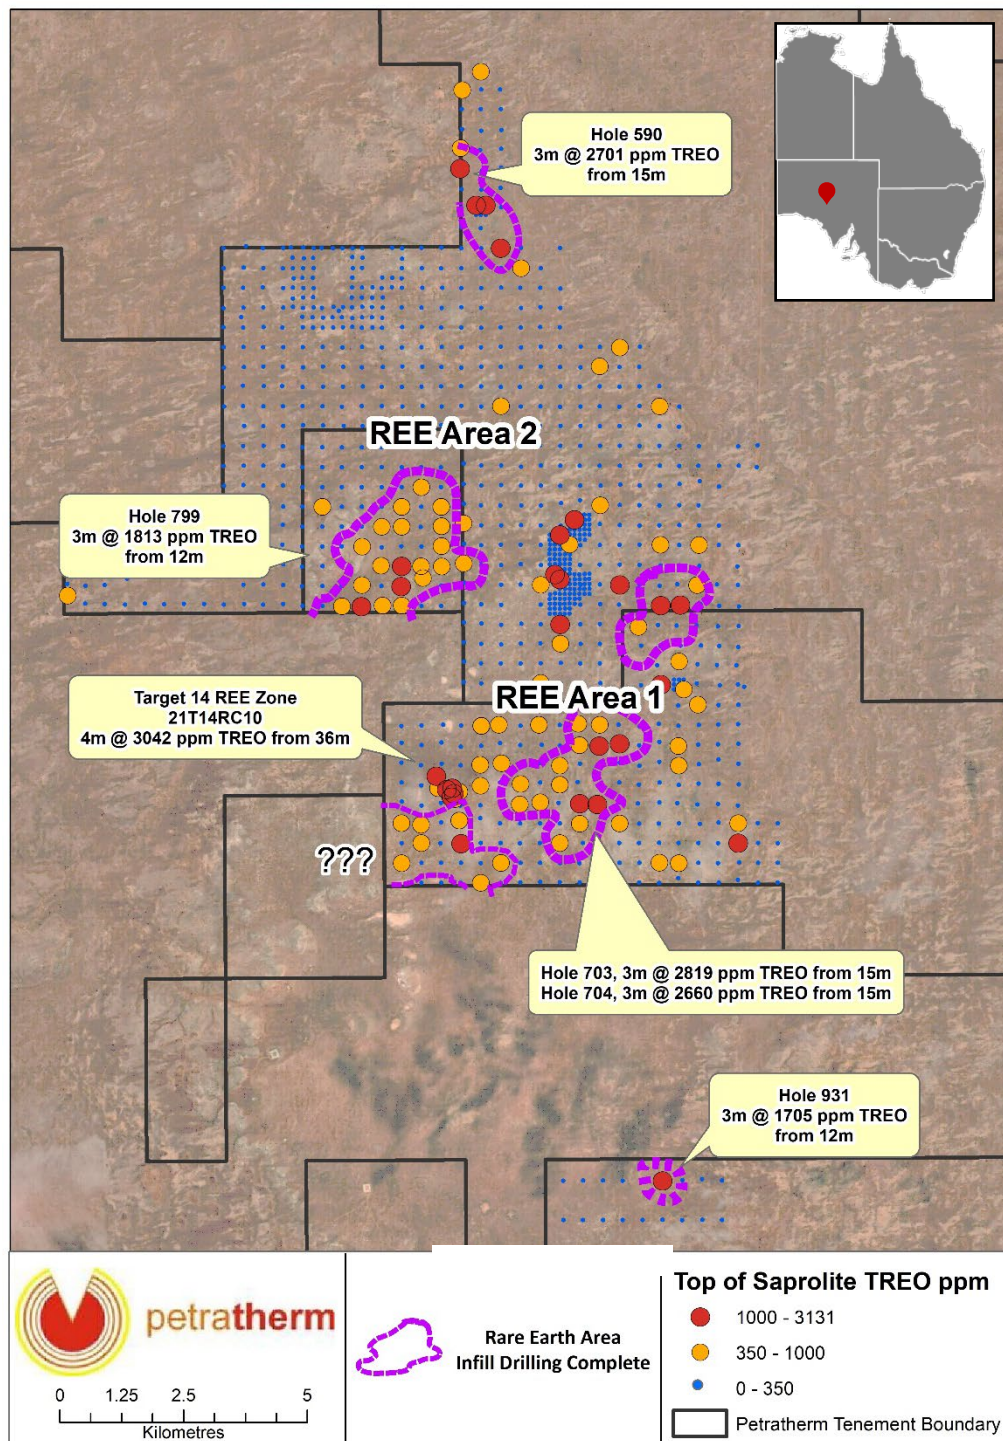 Hole 590
3m @ 2701 ppm TREO
from 15m
REE Area 2
Hole 799
3m @ 1813 ppm TREO
from 12m
Target 14 REE Zone
21T14RC10
4m @ 3042 ppm TREO from 36m
REE Area 1
???
Hole 703, 3m @ 2819 ppm TREO from 15m
Hole 704, 3m @ 2660 ppm TREO from 15m
Hole 931
3m @ 1705 ppm TREO
from 12m
petratherm
0 1.25 2.5 5
Kilometres
Rare Earth Area
Infill Drilling Complete
Top of Saprolite TREO ppm
1000 - 3131
350 - 1000
0 - 350
Petratherm Tenement Boundary